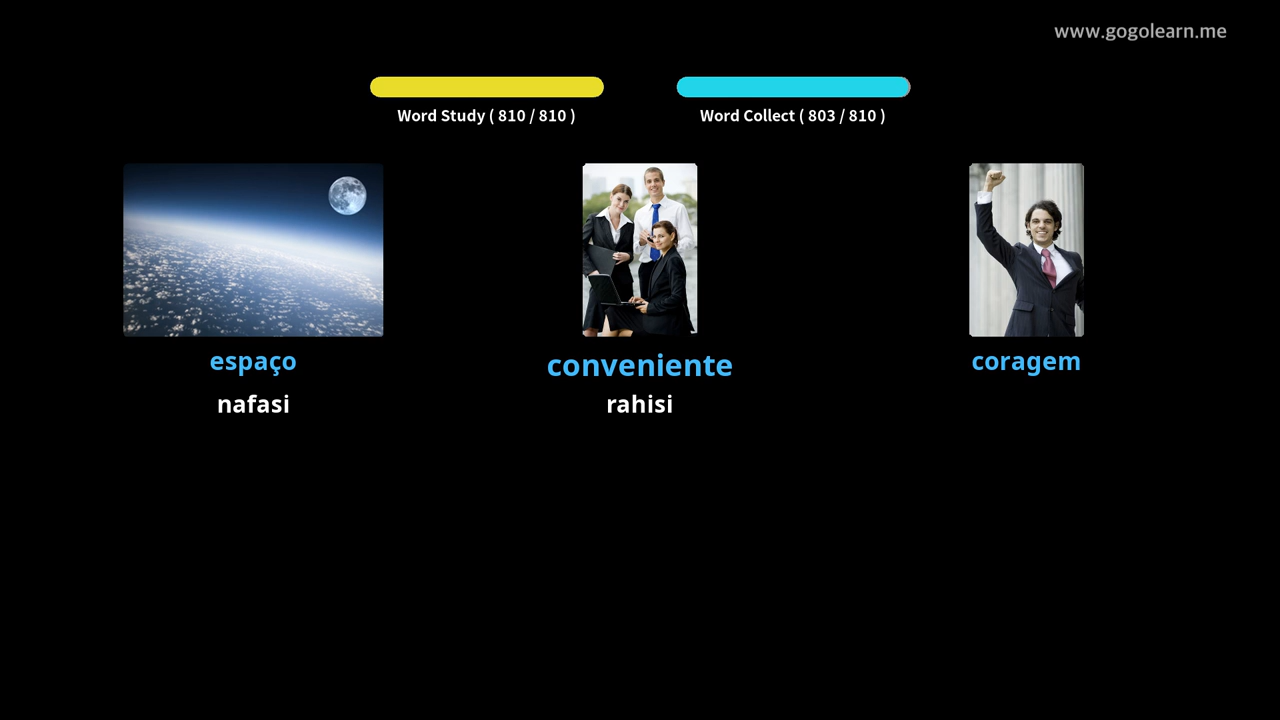 www.gogolearn.me
Word Study ( 810 / 810 )
Word Collect ( 803 / 810 )
espaço
nafasi
conveniente
rahisi
coragem